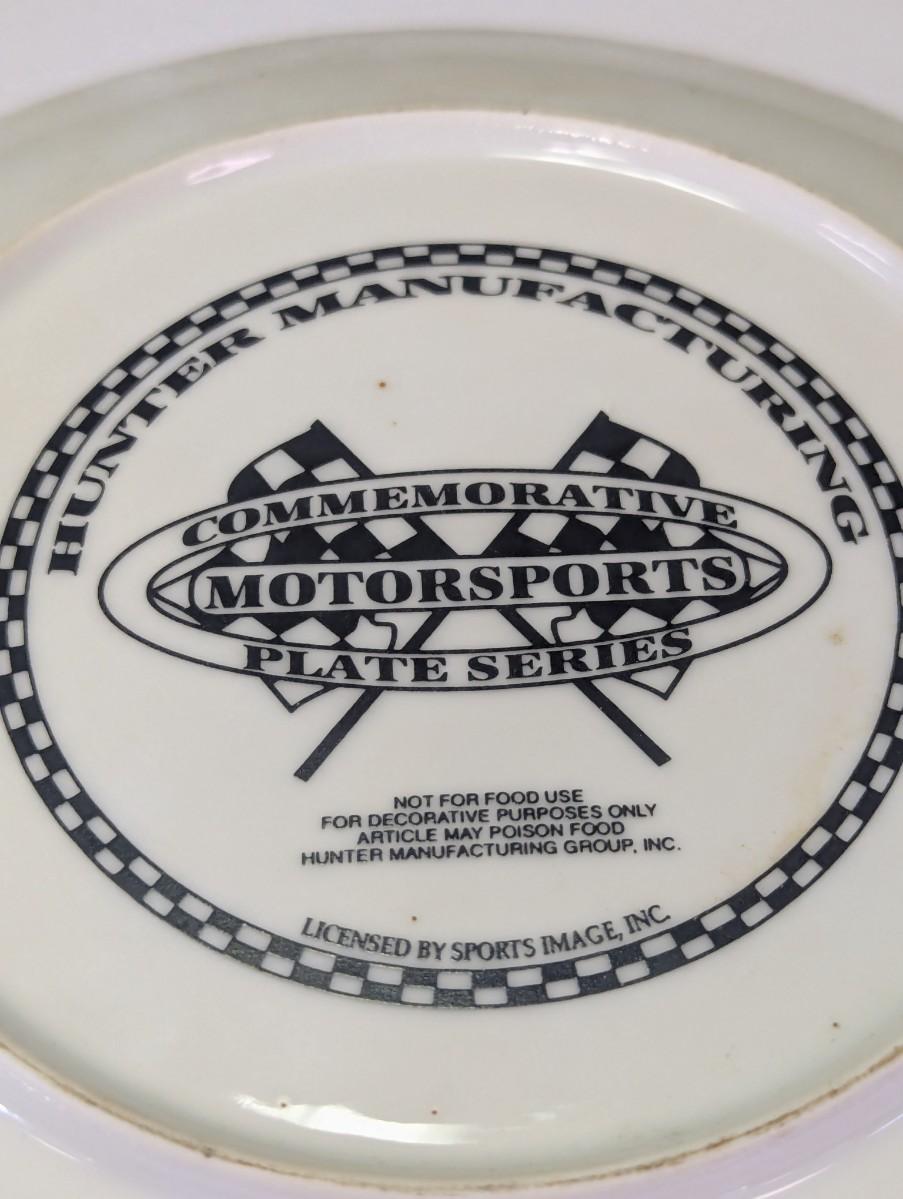 HUNTER MANUFACTURING
COMMEMORATIVE
MOTORSPORTS
PLATE SERIES
NOT FOR FOOD USE
FOR DECORATIVE PURPOSES ONLY
ARTICLE MAY POISON FOOD
HUNTER MANUFACTURING GROUP, INC.
LICENSED BY SPORTS IMAGE, INC.